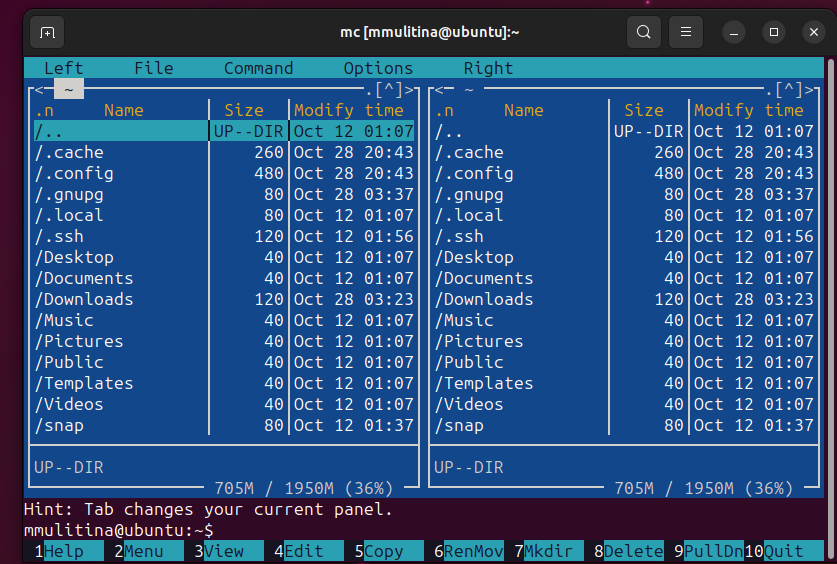 mc [mmulitina@ubuntu]:~
Left File Command Options Right
<- ~ .[^]> <- ~ .[^]>
.n Name Size Modify time .n Name Size Modify time
/.. UP--DIR Oct 12 01:07 /.. UP--DIR Oct 12 01:07
/.cache 260 Oct 28 20:43 /.cache 260 Oct 28 20:43
/.config 480 Oct 28 20:43 /.config 480 Oct 28 20:43
/.gnupg 80 Oct 28 03:37 /.gnupg 80 Oct 28 03:37
/.local 80 Oct 12 01:07 /.local 80 Oct 12 01:07
/.ssh 120 Oct 12 01:56 /.ssh 120 Oct 12 01:56
/Desktop 40 Oct 12 01:07 /Desktop 40 Oct 12 01:07
/Documents 40 Oct 12 01:07 /Documents 40 Oct 12 01:07
/Downloads 120 Oct 28 03:23 /Downloads 120 Oct 28 03:23
/Music 40 Oct 12 01:07 /Music 40 Oct 12 01:07
/Pictures 40 Oct 12 01:07 /Pictures 40 Oct 12 01:07
/Public 40 Oct 12 01:07 /Public 40 Oct 12 01:07
/Templates 40 Oct 12 01:07 /Templates 40 Oct 12 01:07
/Videos 40 Oct 12 01:07 /Videos 40 Oct 12 01:07
/snap 80 Oct 12 01:37 /snap 80 Oct 12 01:37
UP--DIR UP--DIR
705M / 1950M (36%) 705M / 1950M (36%)
Hint: Tab changes your current panel.
mmulitina@ubuntu:~$
1Help 2Menu 3View 4Edit 5Copy 6RenMov 7Mkdir 8Delete 9PullDn 10Quit